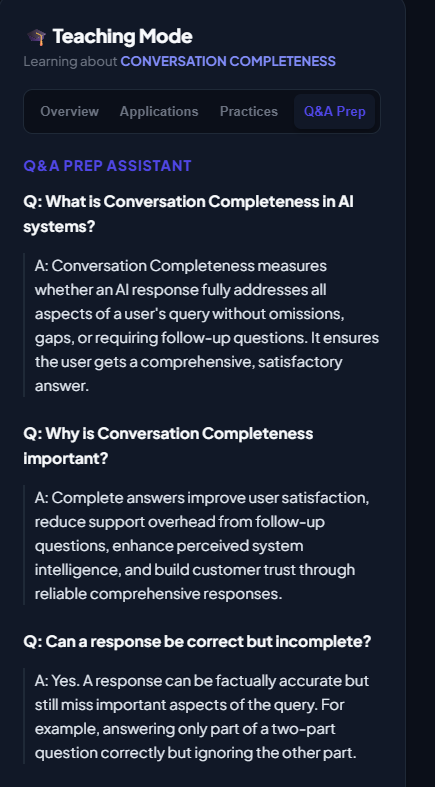 Teaching Mode
Learning about CONVERSATION COMPLETENESS
Overview Applications Practices Q&A Prep
Q&A PREP ASSISTANT
Q: What is Conversation Completeness in AI
systems?
A: Conversation Completeness measures
whether an AI response fully addresses all
aspects of a user's query without omissions,
gaps, or requiring follow-up questions. It ensures
the user gets a comprehensive, satisfactory
answer.
Q: Why is Conversation Completeness
important?
A: Complete answers improve user satisfaction,
reduce support overhead from follow-up
questions, enhance perceived system
intelligence, and build customer trust through
reliable comprehensive responses.
Q: Can a response be correct but incomplete?
A: Yes. A response can be factually accurate but
still miss important aspects of the query. For
example, answering only part of a two-part
question correctly but ignoring the other part.